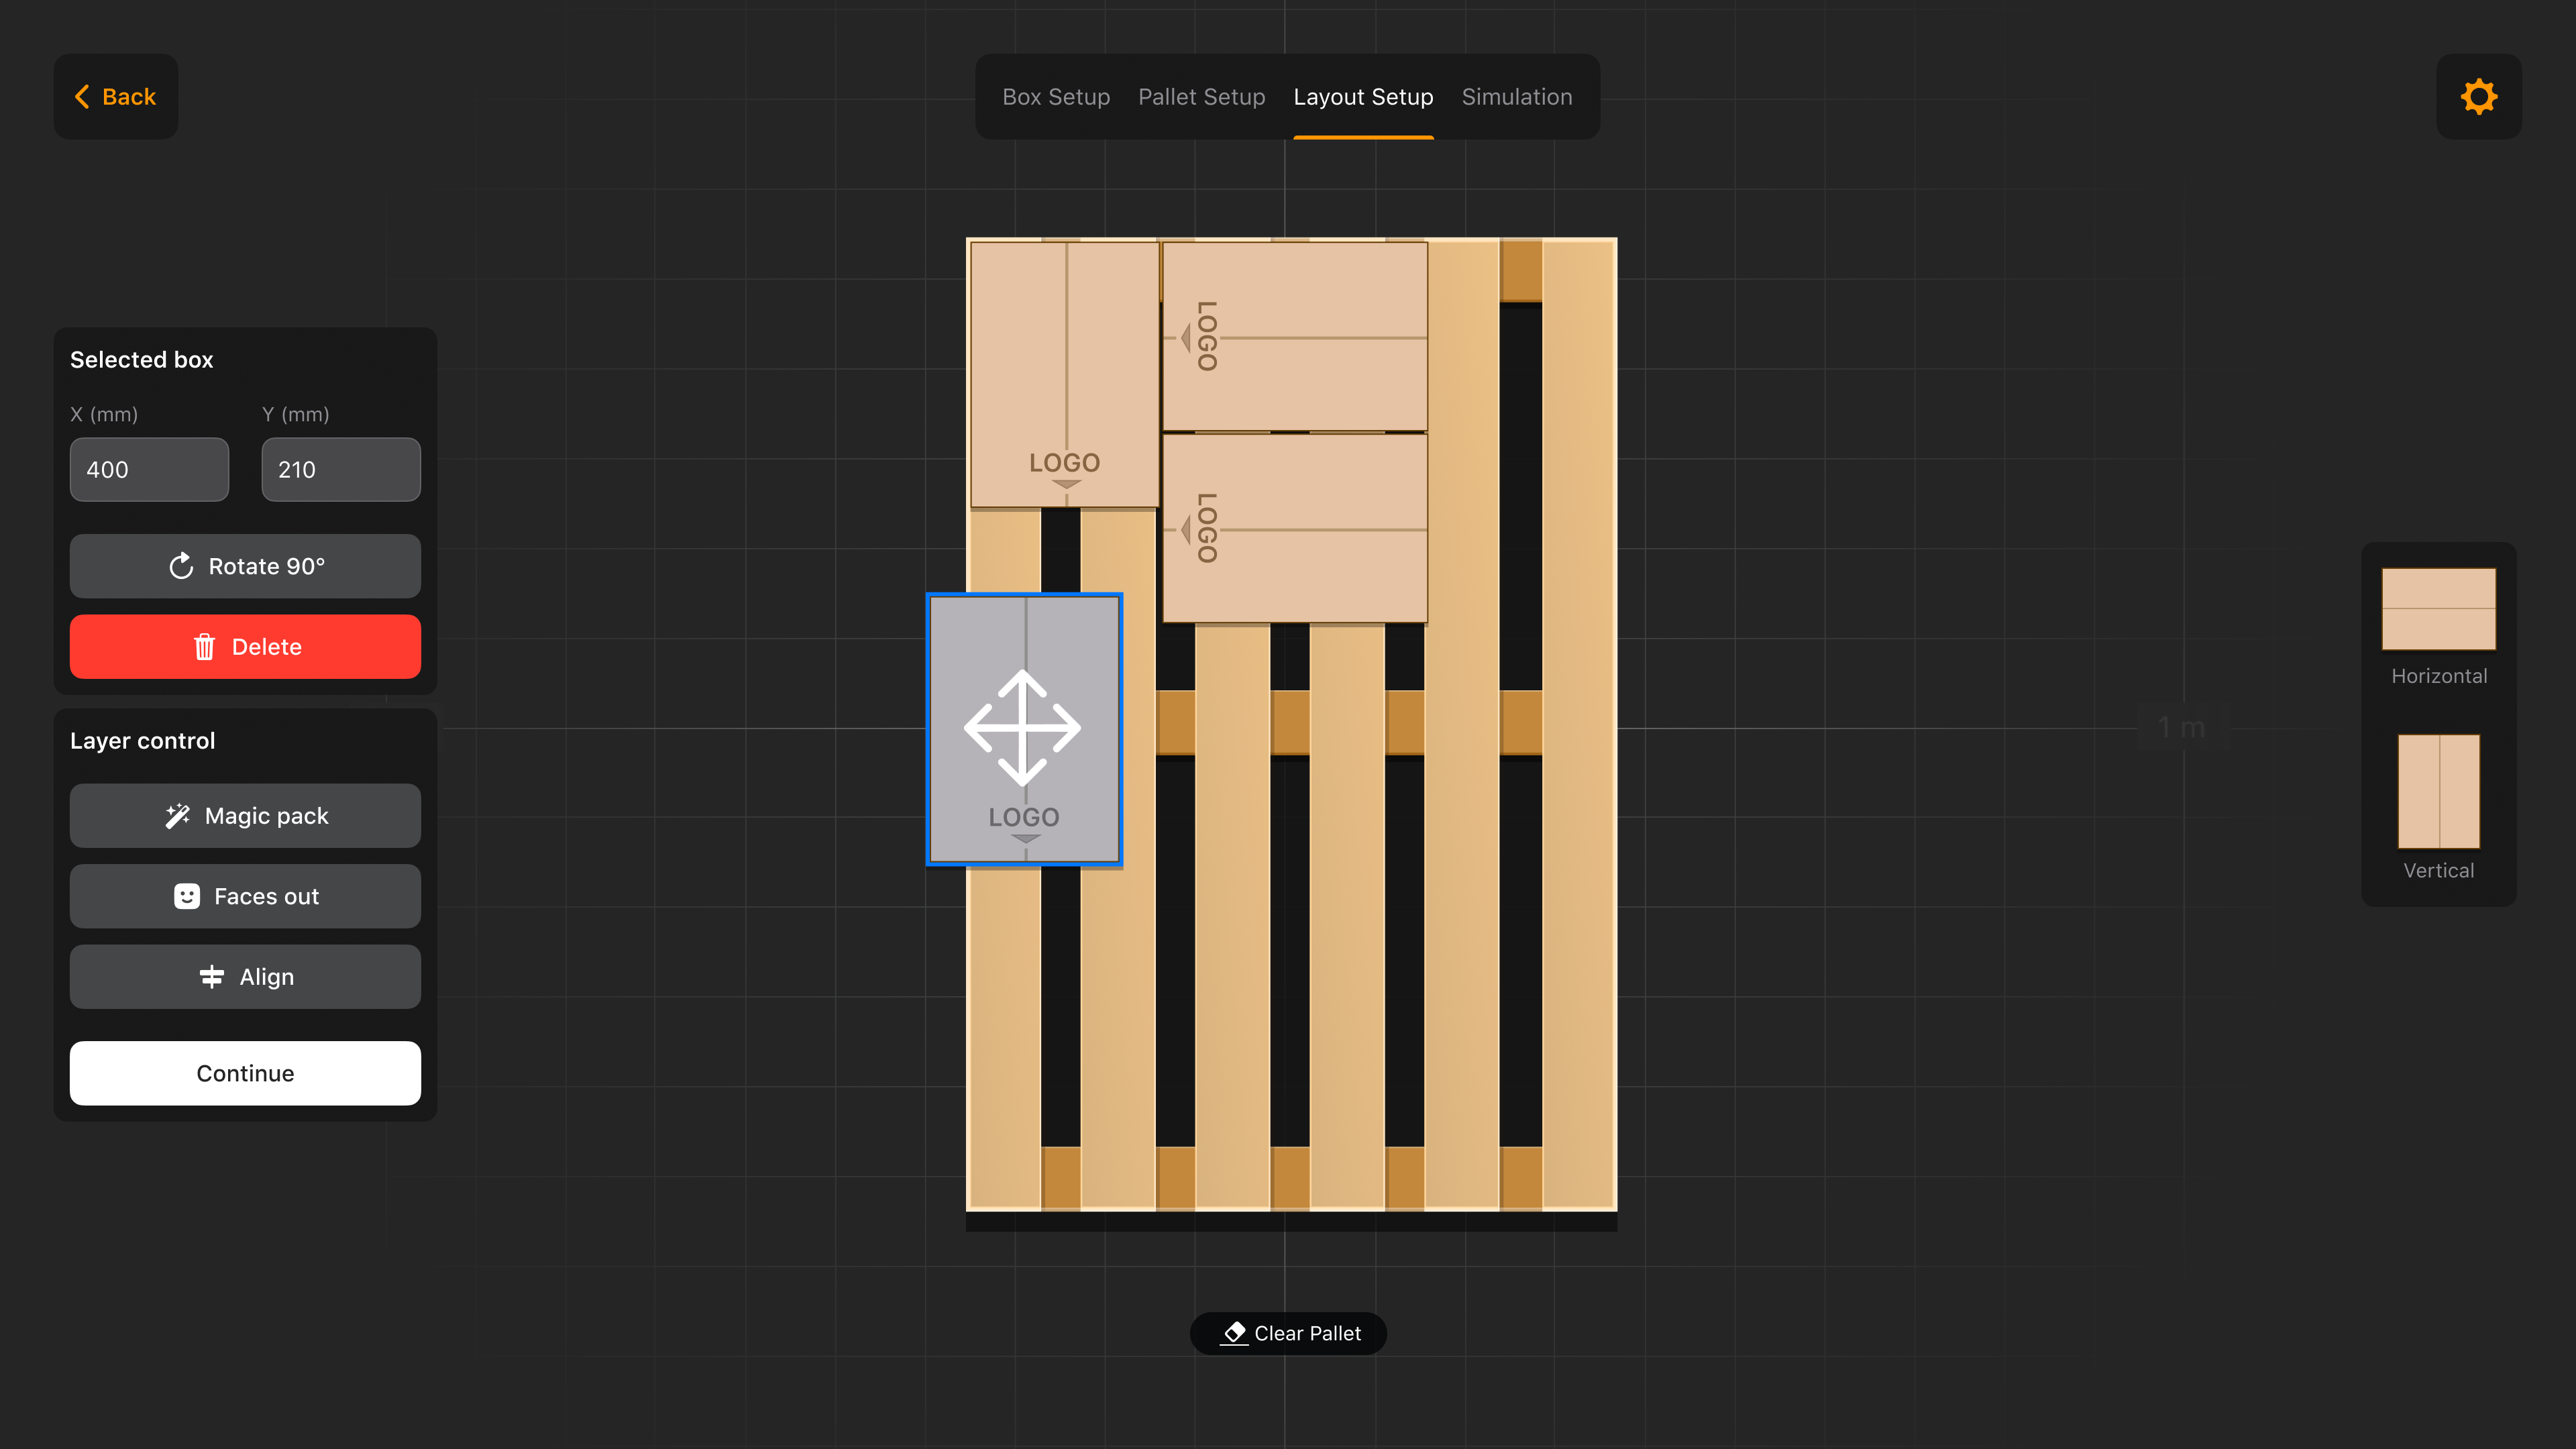 Back
Box Setup
Pallet Setup
Layout Setup
Simulation
Selected box
X (mm)
Y (mm)
400
210
Rotate 90°
Delete
Layer control
Magic pack
Faces out
Align
Continue
LOGO
LOGO
LOGO
LOGO
1 m
Horizontal
Vertical
Clear Pallet